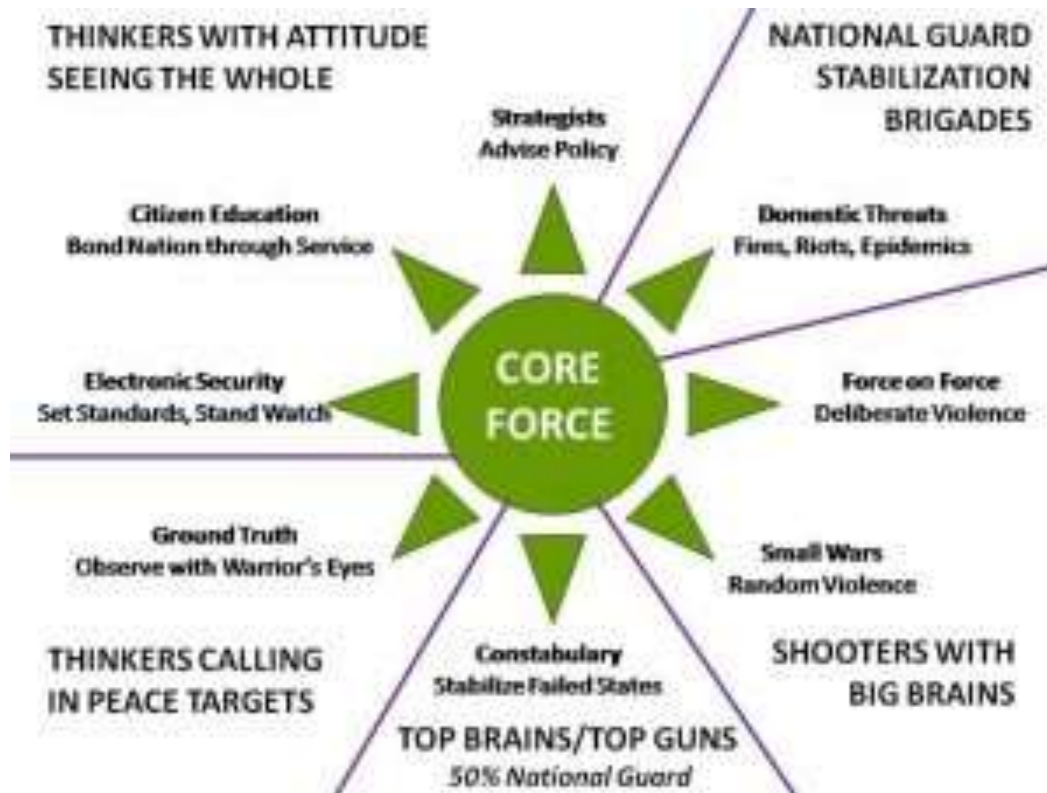 THINKERS WITH ATTITUDE
SEEING THE WHOLE
NATIONAL GUARD
STABILIZATION
BRIGADES
Strategists
Advise Policy
Citizen Education
Bond Nation through Service
Domestic Threats
Fires, Riots, Epidemics
CORE
FORCE
Electronic Security
Set Standards, Stand Watch
Force on Force
Deliberate Violence
Ground Truth
Observe with Warrior's Eyes
Small Wars
Random Violence
THINKERS CALLING
IN PEACE TARGETS
Constabulary
Stabilize Failed States
SHOOTERS WITH
BIG BRAINS
TOP BRAINS/TOP GUNS
50% National Guard